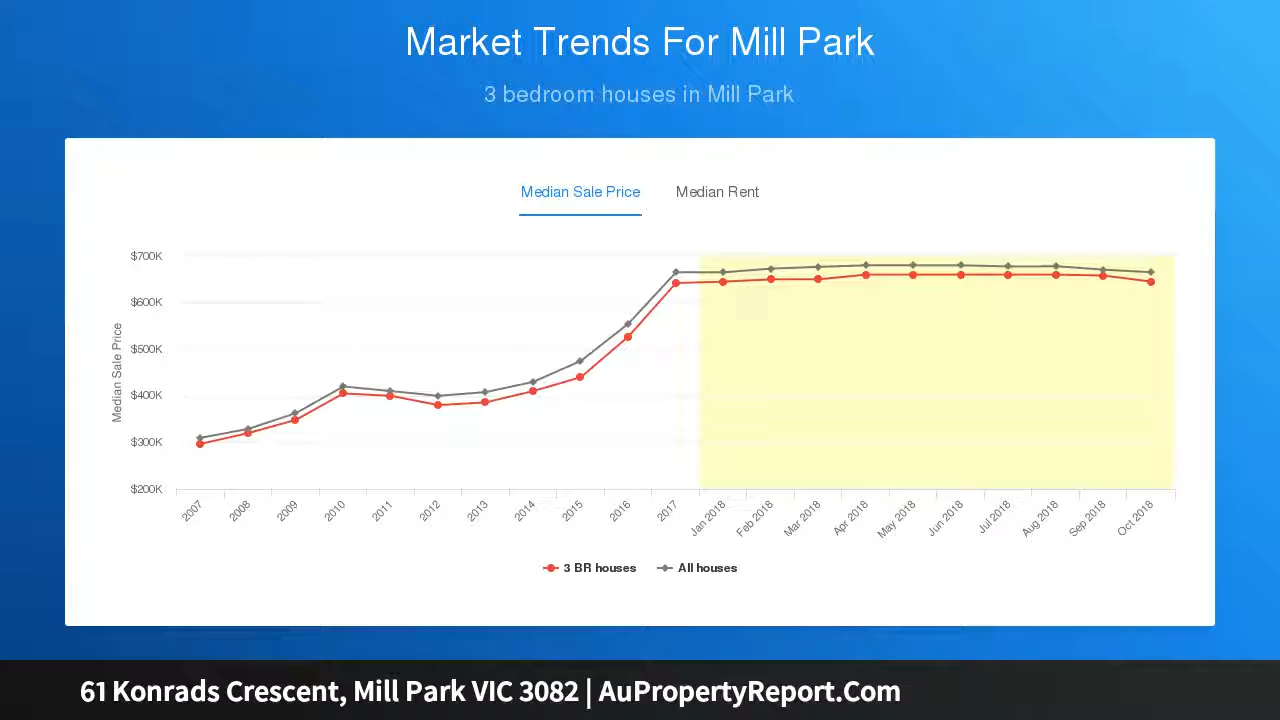 Market Trends For Mill Park
3 bedroom houses in Mill Park
Median Sale Price
Median Rent
$700K
$600K
$500K
$400K
$300K
$200K
Median Sale Price
2007
2008
2009
2010
2011
2012
2013
2014
2015
2016
2017
Jan 2018
Feb 2018
Mar 2018
Apr 2018
May 2018
Jun 2018
Jul 2018
Aug 2018
Sep 2018
Oct 2018
3 BR houses
All houses
61 Konrads Crescent, Mill Park VIC 3082 | AuPropertyReport.Com